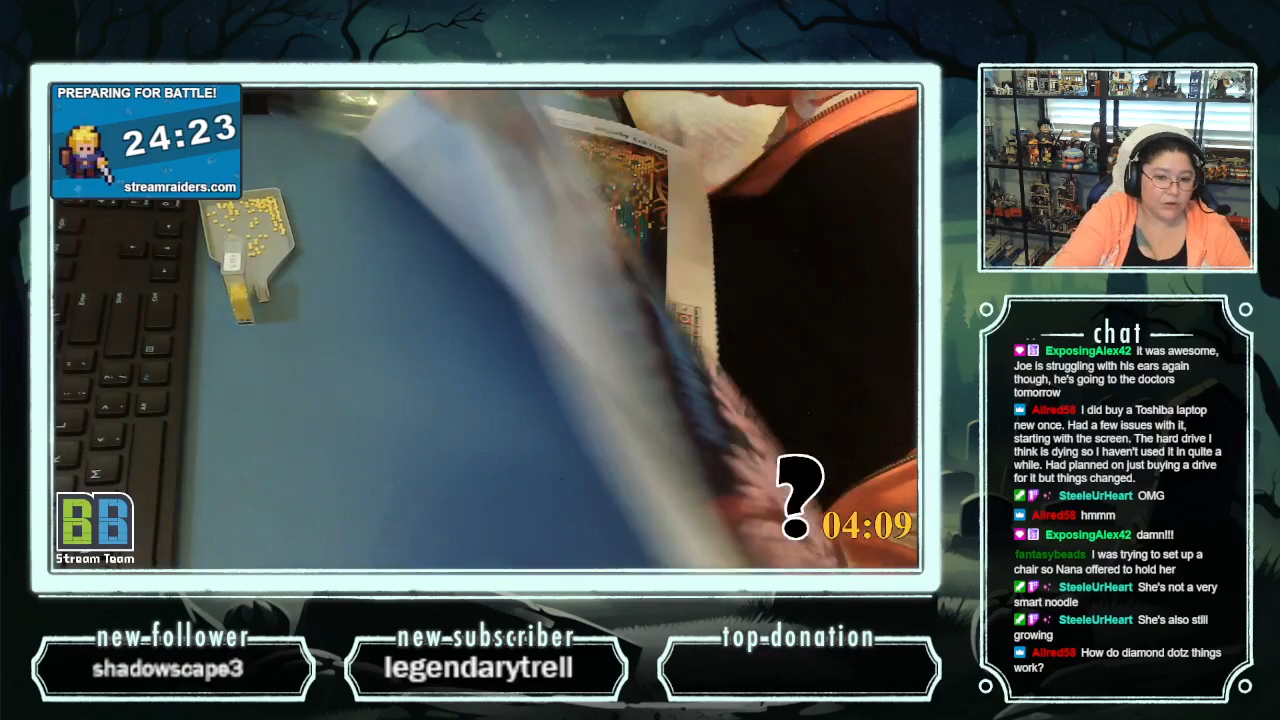 PREPARING FOR BATTLE!
24:23
streamraiders.com
BB
Stream Team
?
04:09
chat
ExposingAlex42 it was awesome,
Joe is struggling with his ears again
though, he's going to the doctors
tomorrow
Allred58 I did buy a Toshiba laptop
new once. Had a few issues with it,
starting with the screen. The hard drive I
think is dying so I haven't used it in quite a
while. Had planned on just buying a drive
for it but things changed.
SteeleUrHeart OMG
Allred58 hmmm
ExposingAlex42 damn!!!
fantasybeads I was trying to set up a
chair so Nana offered to hold her
SteeleUrHeart She's not a very
smart noodle
SteeleUrHeart She's also still
growing
Allred58 How do diamond dotz things
work?
new follower
shadowscape3
new subscriber
legendarytrell
top donation